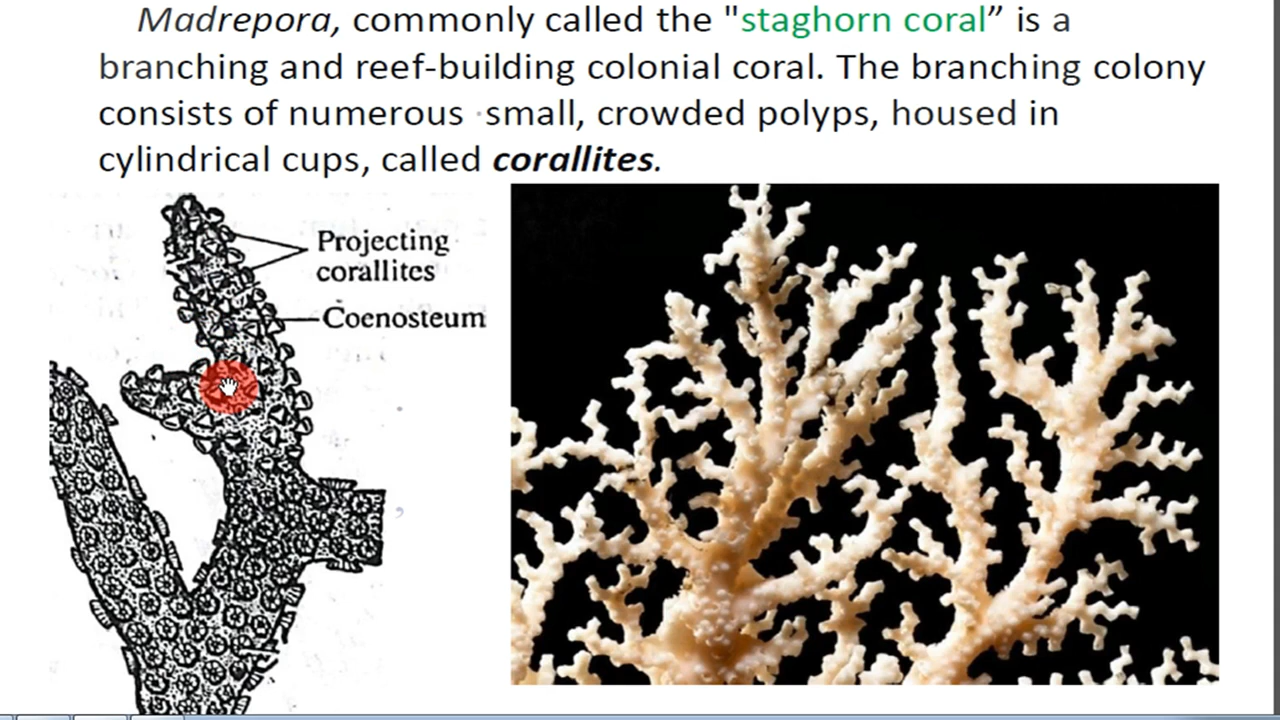 Madrepora, commonly called the "staghorn coral” is a
branching and reef-building colonial coral. The branching colony
consists of numerous small, crowded polyps, housed in
cylindrical cups, called corallites.
Projecting
corallites
Coenosteum